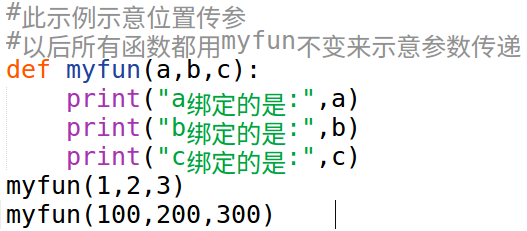 #此示例示意位置传参
#以后所有函数都用myfun不变来示意参数传递
def myfun(a,b,c):
    print("a绑定的是:",a)
    print("b绑定的是:",b)
    print("c绑定的是:",c)
myfun(1,2,3)
myfun(100,200,300)